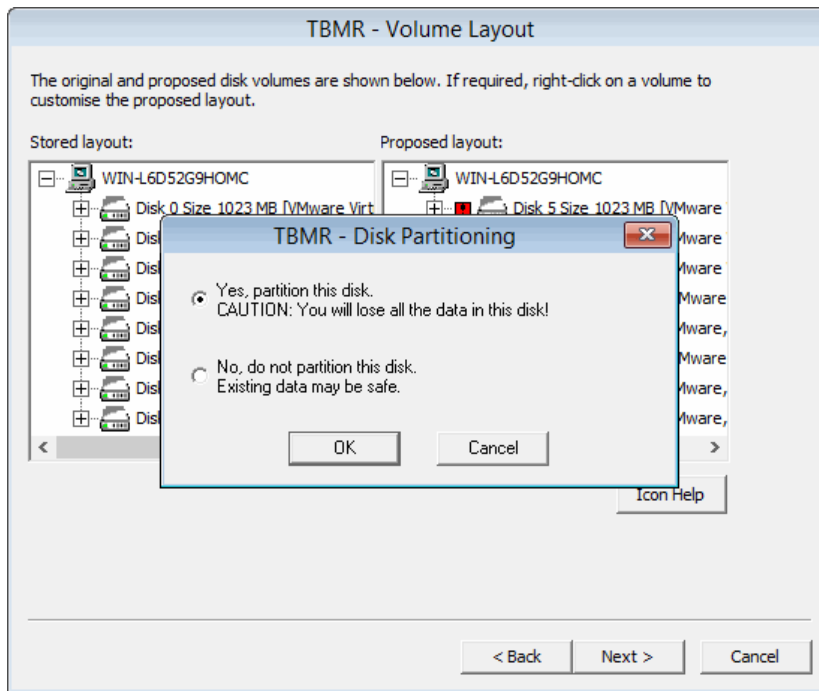 TBMR - Volume Layout
The original and proposed disk volumes are shown below. If required, right-click on a volume to
customise the proposed layout.
Stored layout:
Proposed layout:
WIN-L6D52G9HOMC
WIN-L6D52G9HOMC
Disk 0 Size 1023 MB [VMware Virt
Disk 5 Size 1023 MB [VMware
TBMR - Disk Partitioning
Yes, partition this disk.
CAUTION: You will lose all the data in this disk!
No, do not partition this disk.
Existing data may be safe.
OK
Cancel
Icon Help
< Back
Next >
Cancel